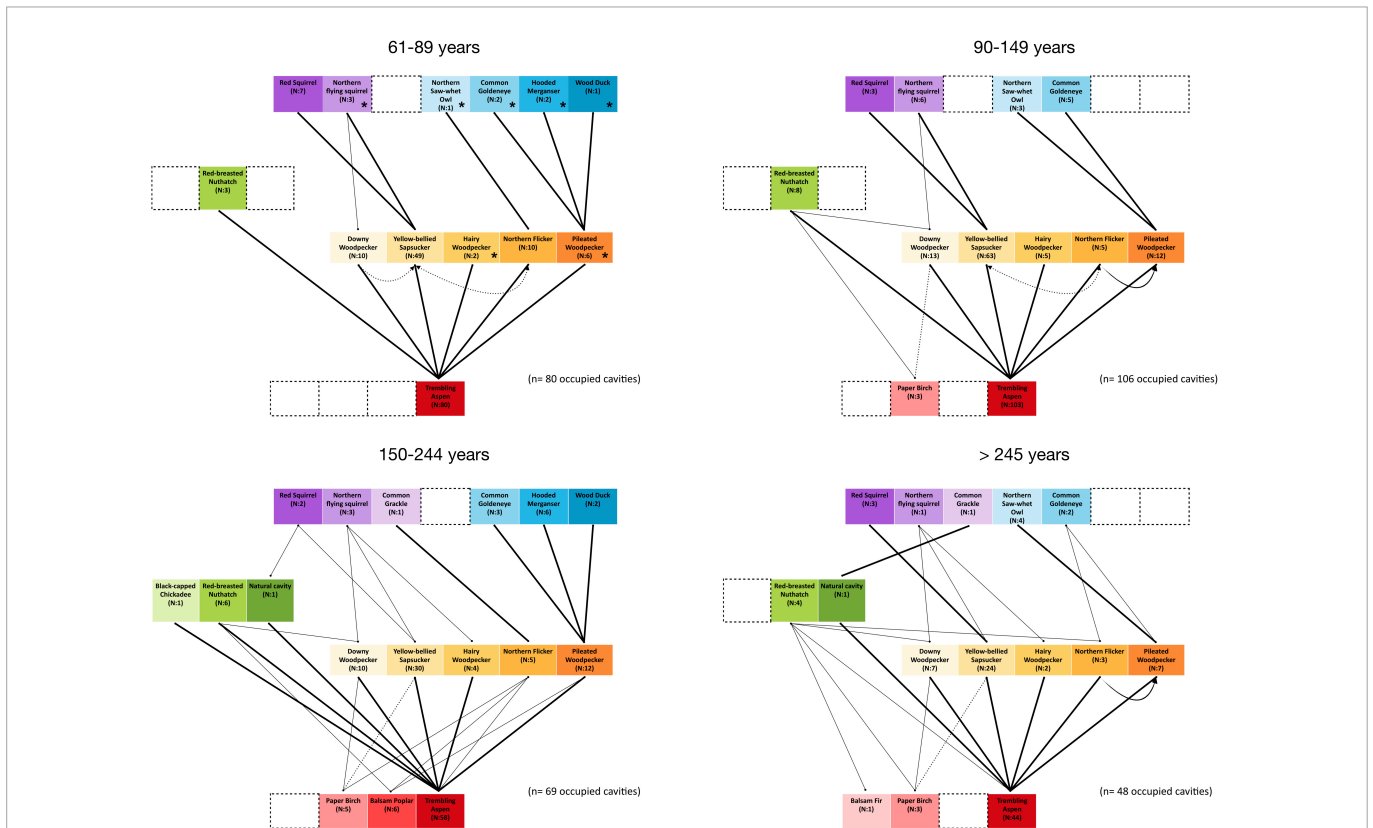 61-89 years
Red Squirrel
(N:7)
Northern
flying squirrel
(N:3)
*
Northern
Saw-whet
Owl
(N:1)
*
Common
Goldeneye
(N:2)
*
Hooded
Merganser
(N:2)
*
Wood Duck
(N:1)
*
Red-breasted
Nuthatch
(N:3)
Downy
Woodpecker
(N:10)
Yellow-bellied
Sapsucker
(N:49)
Hairy
Woodpecker
(N:2)
*
Northern Flicker
(N:10)
Pileated
Woodpecker
(N:6)
*
(n= 80 occupied cavities)
Trembling
Aspen
(N:80)
90-149 years
Red Squirrel
(N:3)
Northern
flying squirrel
(N:6)
Northern
Saw-whet
Owl
(N:3)
Common
Goldeneye
(N:5)
Red-breasted
Nuthatch
(N:8)
Downy
Woodpecker
(N:13)
Yellow-bellied
Sapsucker
(N:63)
Hairy
Woodpecker
(N:5)
Northern Flicker
(N:5)
Pileated
Woodpecker
(N:12)
(n= 106 occupied cavities)
Paper Birch
(N:3)
Trembling
Aspen
(N:103)
150-244 years
Red Squirrel
(N:2)
Northern
flying squirrel
(N:3)
Common
Grackle
(N:1)
Common
Goldeneye
(N:3)
Hooded
Merganser
(N:6)
Wood Duck
(N:2)
Black-capped
Chickadee
(N:1)
Red-breasted
Nuthatch
(N:6)
Natural cavity
(N:1)
Downy
Woodpecker
(N:10)
Yellow-bellied
Sapsucker
(N:30)
Hairy
Woodpecker
(N:4)
Northern Flicker
(N:5)
Pileated
Woodpecker
(N:12)
(n= 69 occupied cavities)
Paper Birch
(N:5)
Balsam Poplar
(N:6)
Trembling
Aspen
(N:58)
> 245 years
Red Squirrel
(N:3)
Northern
flying squirrel
(N:1)
Common
Grackle
(N:1)
Northern
Saw-whet
Owl
(N:4)
Common
Goldeneye
(N:2)
Red-breasted
Nuthatch
(N:4)
Natural cavity
(N:1)
Downy
Woodpecker
(N:7)
Yellow-bellied
Sapsucker
(N:24)
Hairy
Woodpecker
(N:2)
Northern Flicker
(N:3)
Pileated
Woodpecker
(N:7)
(n= 48 occupied cavities)
Balsam Fir
(N:1)
Paper Birch
(N:3)
Trembling
Aspen
(N:44)